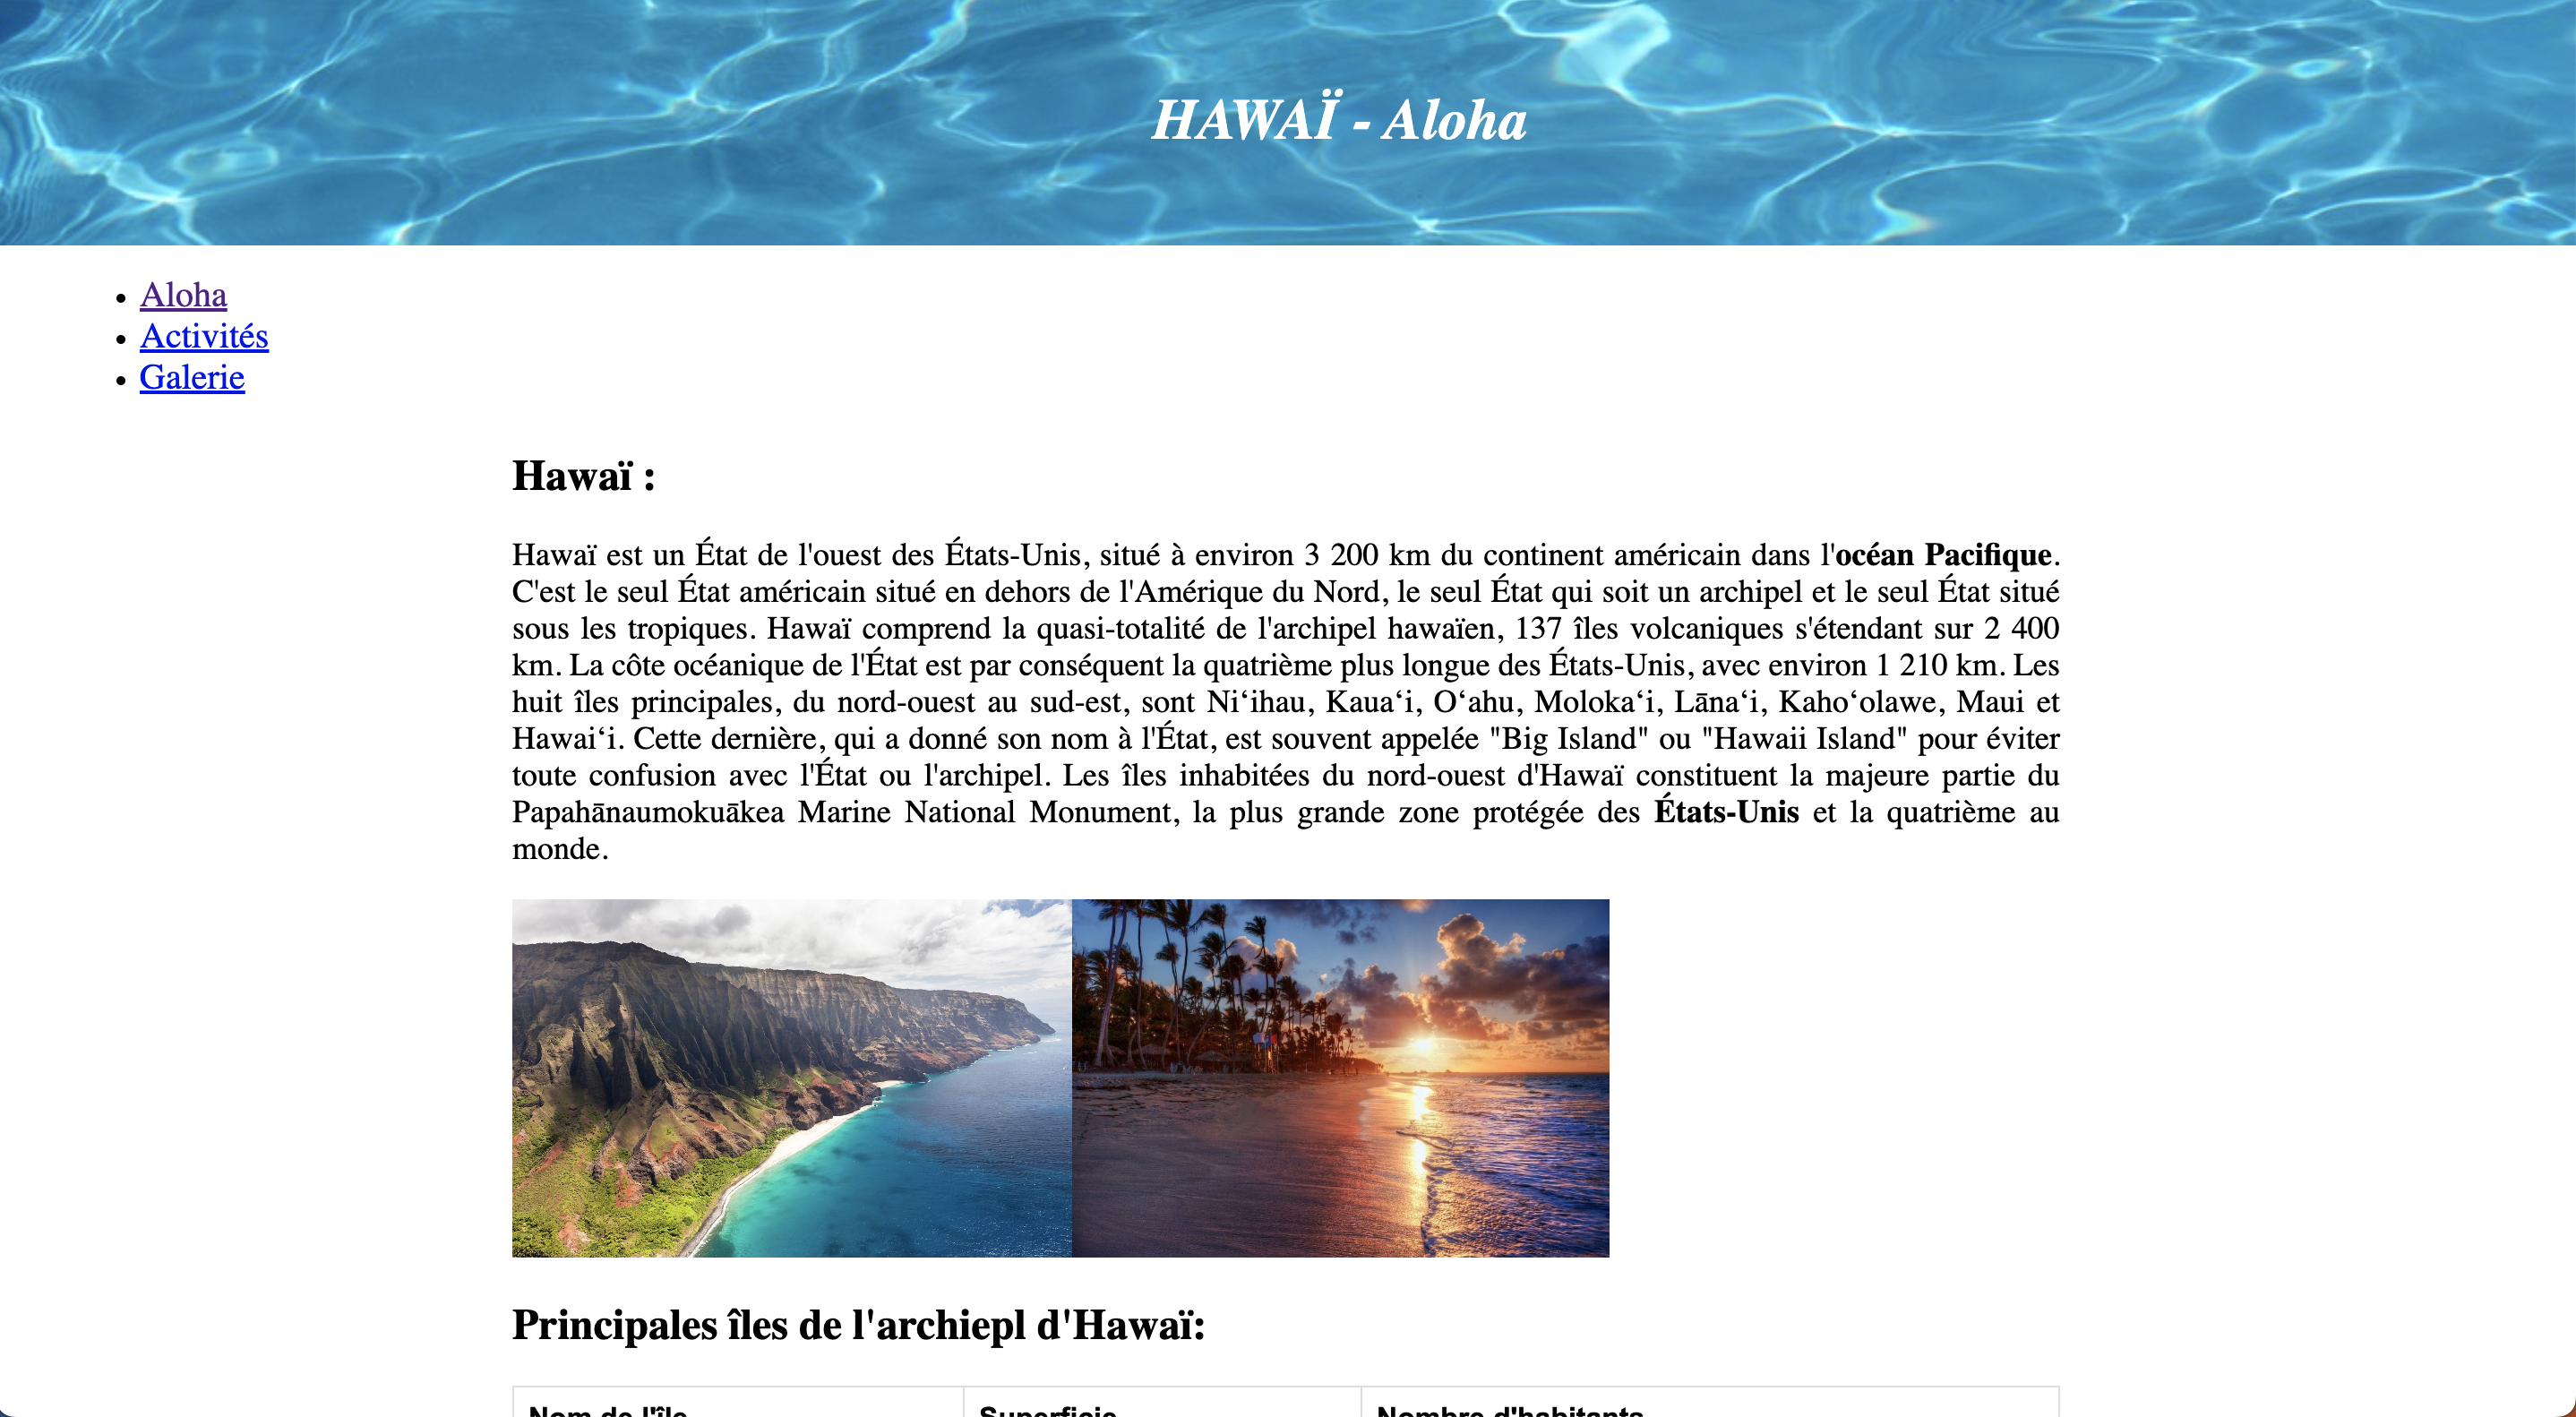 HAWAÏ - Aloha
Aloha
Activités
Galerie
Hawaï :
Hawaï est un État de l'ouest des États-Unis, situé à environ 3 200 km du continent américain dans l'océan Pacifique.
C'est le seul État américain situé en dehors de l'Amérique du Nord, le seul État qui soit un archipel et le seul État situé
sous les tropiques. Hawaï comprend la quasi-totalité de l'archipel hawaïen, 137 îles volcaniques s'étendant sur 2 400
km. La côte océanique de l'État est par conséquent la quatrième plus longue des États-Unis, avec environ 1 210 km. Les
huit îles principales, du nord-ouest au sud-est, sont Niʻihau, Kauaʻi, Oʻahu, Molokaʻi, Lānaʻi, Kahoʻolawe, Maui et
Hawaiʻi. Cette dernière, qui a donné son nom à l'État, est souvent appelée "Big Island" ou "Hawaii Island" pour éviter
toute confusion avec l'État ou l'archipel. Les îles inhabitées du nord-ouest d'Hawaï constituent la majeure partie du
Papahānaumokuākea Marine National Monument, la plus grande zone protégée des États-Unis et la quatrième au
monde.
Principales îles de l'archiepl d'Hawaï:
Nom de l'île Superficie Nombre d'habitants